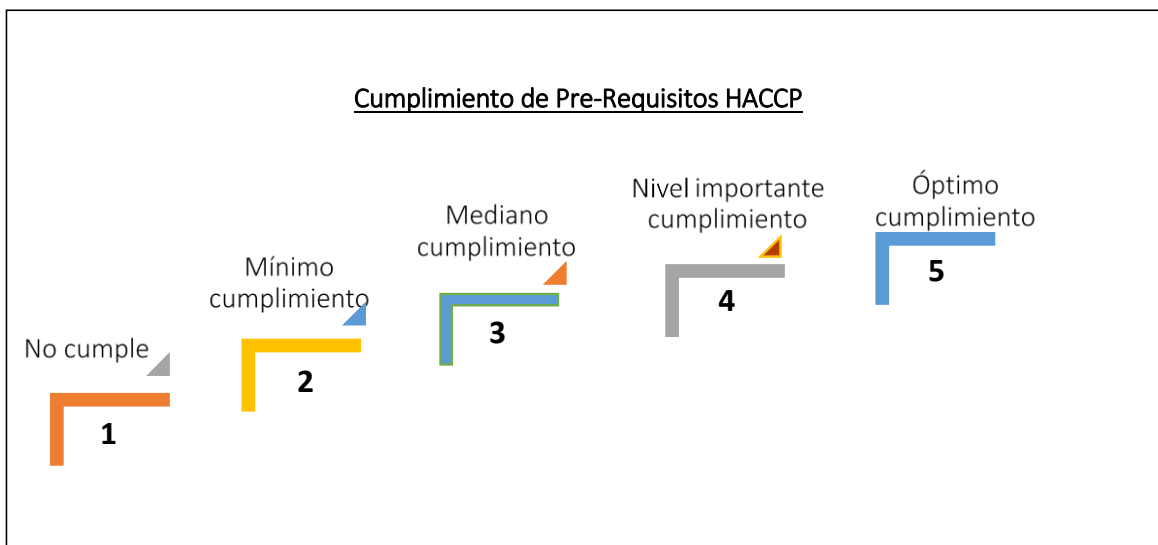 Cumplimiento de Pre-Requisitos HACCP
No cumple
1
Mínimo
cumplimiento
2
Mediano
cumplimiento
3
Nivel importante
cumplimiento
4
Óptimo
cumplimiento
5